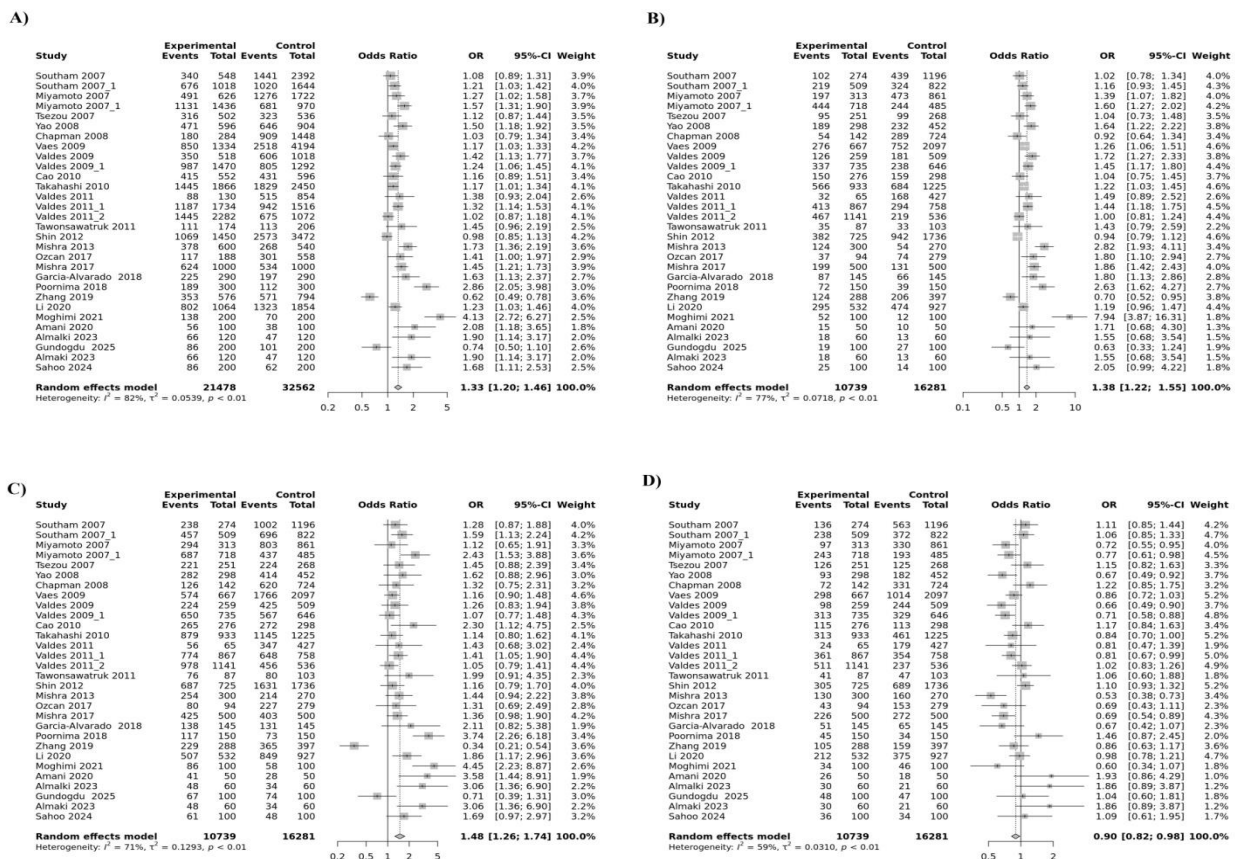 A)
Experimental Control
Study Events Total Events Total Odds Ratio OR 95%-CI Weight
Southam 2007 340 548 1441 2392 1.08 [0.89; 1.31] 3.9%
Southam 2007_1 676 1018 1020 1644 1.21 [1.03; 1.42] 4.2%
Miyamoto 2007 491 626 1276 1722 1.27 [1.02; 1.58] 3.8%
Miyamoto 2007_1 1131 1436 681 970 1.57 [1.31; 1.90] 4.0%
Tsezou 2007 316 502 323 536 1.12 [0.87; 1.44] 3.5%
Yao 2008 471 596 646 904 1.50 [1.18; 1.92] 3.6%
Chapman 2008 180 284 909 1448 1.03 [0.79; 1.34] 3.4%
Vaes 2009 850 1334 2518 4194 1.17 [1.03; 1.33] 4.4%
Valdes 2009 350 518 606 1018 1.42 [1.13; 1.77] 3.7%
Valdes 2009_1 987 1470 805 1292 1.24 [1.06; 1.45] 4.2%
Cao 2010 415 552 431 596 1.16 [0.89; 1.51] 3.4%
Takahashi 2010 1445 1866 1829 2450 1.17 [1.01; 1.34] 4.3%
Valdes 2011 88 130 515 854 1.38 [0.93; 2.04] 2.5%
Valdes 2011_1 1187 1734 942 1516 1.32 [1.14; 1.53] 4.3%
Valdes 2011_2 1445 2282 675 1072 1.02 [0.87; 1.18] 4.2%
Tawonsawatruk 2011 111 174 113 206 1.45 [0.96; 2.19] 2.4%
Shin 2012 1069 1450 2573 3472 0.98 [0.85; 1.13] 4.3%
Mishra 2013 378 600 268 540 1.73 [1.36; 2.19] 3.6%
Ozcan 2017 117 188 301 558 1.41 [1.00; 1.97] 2.8%
Mishra 2017 624 1000 534 1000 1.45 [1.21; 1.73] 4.1%
Garcia-Alvarado 2018 225 290 197 290 1.63 [1.13; 2.37] 2.6%
Poornima 2018 189 300 112 300 2.86 [2.05; 3.98] 2.9%
Zhang 2019 353 576 571 794 0.62 [0.49; 0.78] 3.6%
Li 2020 802 1064 1323 1854 1.23 [1.03; 1.46] 4.1%
Moghimi 2021 138 200 70 200 4.13 [2.72; 6.27] 2.4%
Amani 2020 56 100 38 100 2.08 [1.18; 3.65] 1.6%
Almalki 2023 66 120 47 120 1.90 [1.14; 3.17] 1.8%
Gundogdu 2025 86 200 101 200 0.74 [0.50; 1.10] 2.5%
Almaki 2023 66 120 47 120 1.90 [1.14; 3.17] 1.8%
Sahoo 2024 86 200 62 200 1.68 [1.11; 2.53] 2.4%
Random effects model 21478 32562 1.33 [1.20; 1.46] 100.0%
Heterogeneity: I² = 82%, τ² = 0.0539, p < 0.01
0.2 0.5 1 2 5
B)
Experimental Control
Study Events Total Events Total Odds Ratio OR 95%-CI Weight
Southam 2007 102 274 439 1196 1.02 [0.78; 1.34] 4.0%
Southam 2007_1 219 509 324 822 1.16 [0.93; 1.45] 4.3%
Miyamoto 2007 197 313 473 861 1.39 [1.07; 1.82] 4.0%
Miyamoto 2007_1 444 718 244 485 1.60 [1.27; 2.02] 4.2%
Tsezou 2007 95 251 99 268 1.04 [0.73; 1.48] 3.4%
Yao 2008 189 298 232 452 1.64 [1.22; 2.22] 3.8%
Chapman 2008 54 142 289 724 0.92 [0.64; 1.34] 3.3%
Vaes 2009 276 667 752 2097 1.26 [1.06; 1.51] 4.5%
Valdes 2009 126 259 181 509 1.72 [1.27; 2.33] 3.7%
Valdes 2009_1 337 735 238 646 1.45 [1.17; 1.80] 4.3%
Cao 2010 150 276 159 298 1.04 [0.75; 1.45] 3.6%
Takahashi 2010 566 933 684 1225 1.22 [1.03; 1.45] 4.5%
Valdes 2011 32 65 168 427 1.49 [0.89; 2.52] 2.5%
Valdes 2011_1 413 867 294 758 1.44 [1.18; 1.75] 4.4%
Valdes 2011_2 467 1141 219 536 1.00 [0.81; 1.24] 4.3%
Tawonsawatruk 2011 35 87 33 103 1.43 [0.79; 2.59] 2.2%
Shin 2012 382 725 942 1736 0.94 [0.79; 1.12] 4.5%
Mishra 2013 124 300 54 270 2.82 [1.93; 4.11] 3.2%
Ozcan 2017 37 94 74 279 1.80 [1.10; 2.94] 2.6%
Mishra 2017 199 500 131 500 1.86 [1.42; 2.43] 4.0%
Garcia-Alvarado 2018 87 145 66 145 1.80 [1.13; 2.86] 2.8%
Poornima 2018 72 150 39 150 2.63 [1.62; 4.27] 2.7%
Zhang 2019 124 288 206 397 0.70 [0.52; 0.95] 3.7%
Li 2020 295 532 474 927 1.19 [0.96; 1.47] 4.3%
Moghimi 2021 52 100 12 100 7.94 [3.87; 16.31] 1.7%
Amani 2020 15 50 10 50 1.71 [0.68; 4.30] 1.2%
Almalki 2023 18 60 13 60 1.55 [0.68; 3.54] 1.4%
Gundogdu 2025 19 100 27 100 0.63 [0.33; 1.24] 1.9%
Almaki 2023 18 60 13 60 1.55 [0.68; 3.54] 1.4%
Sahoo 2024 25 100 14 100 2.05 [0.99; 4.22] 1.7%
Random effects model 10739 16281 1.38 [1.22; 1.55] 100.0%
Heterogeneity: I² = 77%, τ² = 0.0718, p < 0.01
0.1 0.5 1 2 10
C)
Experimental Control
Study Events Total Events Total Odds Ratio OR 95%-CI Weight
Southam 2007 238 274 1002 1196 1.28 [0.87; 1.88] 4.0%
Southam 2007_1 457 509 696 822 1.59 [1.13; 2.24] 4.2%
Miyamoto 2007 294 313 803 861 1.12 [0.65; 1.91] 3.2%
Miyamoto 2007_1 687 718 437 485 2.43 [1.53; 3.88] 3.5%
Tsezou 2007 221 251 224 268 1.45 [0.88; 2.39] 3.4%
Yao 2008 282 298 414 452 1.62 [0.88; 2.96] 2.9%
Chapman 2008 126 142 620 724 1.32 [0.75; 2.31] 3.1%
Vaes 2009 574 667 1766 2097 1.16 [0.90; 1.48] 4.7%
Valdes 2009 224 259 425 509 1.26 [0.83; 1.94] 3.7%
Valdes 2009_1 650 735 567 646 1.07 [0.77; 1.48] 4.3%
Cao 2010 265 276 272 298 2.30 [1.12; 4.75] 2.5%
Takahashi 2010 879 933 1145 1225 1.14 [0.80; 1.62] 4.2%
Valdes 2011 56 65 347 427 1.43 [0.68; 3.02] 2.4%
Valdes 2011_1 774 867 648 758 1.41 [1.05; 1.90] 4.4%
Valdes 2011_2 978 1141 456 536 1.05 [0.79; 1.41] 4.5%
Tawonsawatruk 2011 76 87 80 103 1.99 [0.91; 4.35] 2.3%
Shin 2012 687 725 1631 1736 1.16 [0.79; 1.70] 4.0%
Mishra 2013 254 300 214 270 1.44 [0.94; 2.22] 3.7%
Ozcan 2017 80 94 227 279 1.31 [0.69; 2.49] 2.8%
Mishra 2017 425 500 403 500 1.36 [0.98; 1.90] 4.2%
Garcia-Alvarado 2018 138 145 131 145 2.11 [0.82; 5.38] 1.8%
Poornima 2018 117 150 73 150 3.74 [2.26; 6.18] 3.4%
Zhang 2019 229 288 365 397 0.34 [0.21; 0.54] 3.5%
Li 2020 507 532 849 927 1.86 [1.17; 2.96] 3.6%
Moghimi 2021 86 100 58 100 4.45 [2.23; 8.87] 2.6%
Amani 2020 41 50 28 50 3.58 [1.44; 8.91] 1.9%
Almalki 2023 48 60 34 60 3.06 [1.36; 6.90] 2.2%
Gundogdu 2025 67 100 74 100 0.71 [0.39; 1.31] 2.9%
Almaki 2023 48 60 34 60 3.06 [1.36; 6.90] 2.2%
Sahoo 2024 61 100 48 100 1.69 [0.97; 2.97] 3.2%
Random effects model 10739 16281 1.48 [1.26; 1.74] 100.0%
Heterogeneity: I² = 71%, τ² = 0.1293, p < 0.01
0.2 0.5 1 2 5
D)
Experimental Control
Study Events Total Events Total Odds Ratio OR 95%-CI Weight
Southam 2007 136 274 563 1196 1.11 [0.85; 1.44] 4.2%
Southam 2007_1 238 509 372 822 1.06 [0.85; 1.33] 4.7%
Miyamoto 2007 97 313 330 861 0.72 [0.55; 0.95] 4.1%
Miyamoto 2007_1 243 718 193 485 0.77 [0.61; 0.98] 4.5%
Tsezou 2007 126 251 125 268 1.15 [0.82; 1.63] 3.4%
Yao 2008 93 298 182 452 0.67 [0.49; 0.92] 3.7%
Chapman 2008 72 142 331 724 1.22 [0.85; 1.75] 3.2%
Vaes 2009 298 667 1014 2097 0.86 [0.72; 1.03] 5.2%
Valdes 2009 98 259 244 509 0.66 [0.49; 0.90] 3.8%
Valdes 2009_1 313 735 329 646 0.71 [0.58; 0.88] 4.8%
Cao 2010 115 276 113 298 1.17 [0.84; 1.63] 3.5%
Takahashi 2010 313 933 461 1225 0.84 [0.70; 1.00] 5.2%
Valdes 2011 24 65 179 427 0.81 [0.47; 1.39] 2.0%
Valdes 2011_1 361 867 354 758 0.81 [0.67; 0.99] 5.0%
Valdes 2011_2 511 1141 237 536 1.02 [0.83; 1.26] 4.8%
Tawonsawatruk 2011 41 87 47 103 1.06 [0.60; 1.88] 1.8%
Shin 2012 305 725 689 1736 1.10 [0.93; 1.32] 5.2%
Mishra 2013 130 300 160 270 0.53 [0.38; 0.73] 3.5%
Ozcan 2017 43 94 153 279 0.69 [0.43; 1.11] 2.4%
Mishra 2017 226 500 272 500 0.69 [0.54; 0.89] 4.3%
Garcia-Alvarado 2018 51 145 65 145 0.67 [0.42; 1.07] 2.4%
Poornima 2018 45 150 34 150 1.46 [0.87; 2.45] 2.1%
Zhang 2019 105 288 159 397 0.86 [0.63; 1.17] 3.7%
Li 2020 212 532 375 927 0.98 [0.78; 1.21] 4.7%
Moghimi 2021 34 100 46 100 0.60 [0.34; 1.07] 1.8%
Amani 2020 26 50 18 50 1.93 [0.86; 4.29] 1.1%
Almalki 2023 30 60 21 60 1.86 [0.89; 3.87] 1.2%
Gundogdu 2025 48 100 47 100 1.04 [0.60; 1.81] 1.9%
Almaki 2023 30 60 21 60 1.86 [0.89; 3.87] 1.2%
Sahoo 2024 36 100 34 100 1.09 [0.61; 1.95] 1.8%
Random effects model 10739 16281 0.90 [0.82; 0.98] 100.0%
Heterogeneity: I² = 59%, τ² = 0.0310, p < 0.01
0.5 1 2